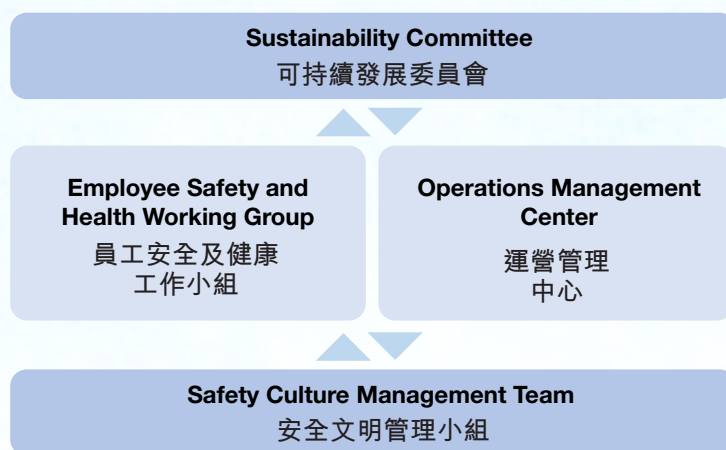 Sustainability Committee
可持續發展委員會
Employee Safety and
Health Working Group
員工安全及健康
工作小組
Operations Management
Center
運營管理
中心
Safety Culture Management Team
安全文明管理小組